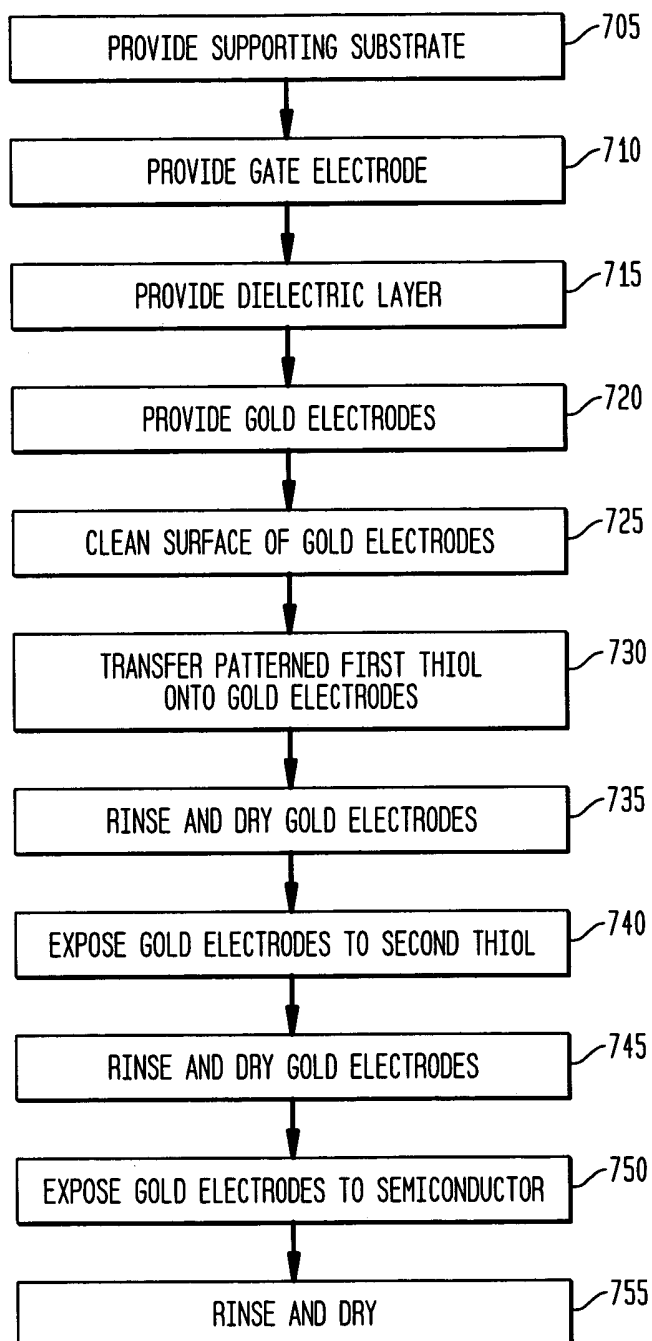 PROVIDE SUPPORTING SUBSTRATE
705
PROVIDE GATE ELECTRODE
710
PROVIDE DIELECTRIC LAYER
715
PROVIDE GOLD ELECTRODES
720
CLEAN SURFACE OF GOLD ELECTRODES
725
TRANSFER PATTERNED FIRST THIOL
ONTO GOLD ELECTRODES
730
RINSE AND DRY GOLD ELECTRODES
735
EXPOSE GOLD ELECTRODES TO SECOND THIOL
740
RINSE AND DRY GOLD ELECTRODES
745
EXPOSE GOLD ELECTRODES TO SEMICONDUCTOR
750
RINSE AND DRY
755